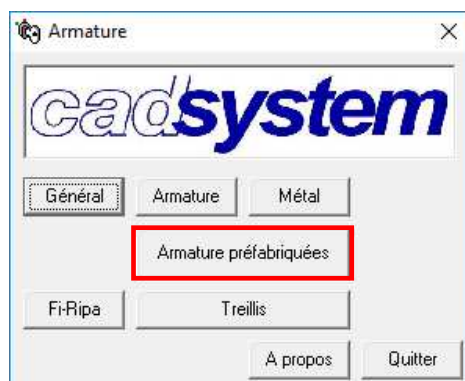 Armature
cadsystem
Général Armature Métal
Armature préfabriquées
Fi-Ripa Treillis
A propos Quitter